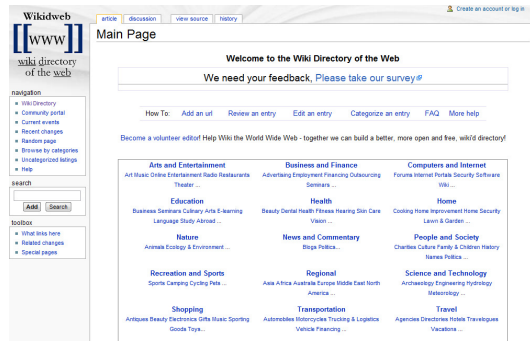 Wikidweb
[[www]]
wiki directory
of the web
Create an account or log in
article
discussion
view source
history
Main Page
navigation
Wiki Directory
Community portal
Current events
Recent changes
Random page
Browse by categories
Uncategorized listings
Help
search
Add Search
toolbox
What links here
Related changes
Special pages
Welcome to the Wiki Directory of the Web
We need your feedback, Please take our survey
How To: Add an url Review an entry Edit an entry Categorize an entry FAQ More help
Become a volunteer editor! Help Wiki the World Wide Web - together we can build a better, more open and free, wiki'd directory!
Arts and Entertainment
Art Music Online Entertainment Radio Restaurants
Theater ...
Business and Finance
Advertising Employment Financing Outsourcing
Seminars ...
Computers and Internet
Forums Internet Portals Security Software
Wiki ...
Education
Business Seminars Culinary Arts E-learning
Language Study Abroad ...
Health
Beauty Dental Health Fitness Hearing Skin Care
Vision ...
Home
Cooking Home Improvement Home Security
Lawn & Garden ...
Nature
Animals Ecology & Environment ...
News and Commentary
Blogs Politics...
People and Society
Charities Culture Family & Children History
Names Politics ...
Recreation and Sports
Sports Camping Cycling Pets ...
Regional
Asia Africa Australia Europe Middle East North
America ...
Science and Technology
Archaeology Engineering Hydrology
Meteorology ...
Shopping
Antiques Beauty Electronics Gifts Music Sporting
Goods Toys...
Transportation
Automobiles Motorcycles Trucking & Logistics
Vehicle Financing ...
Travel
Agencies Directories Hotels Travelogues
Vacations ...